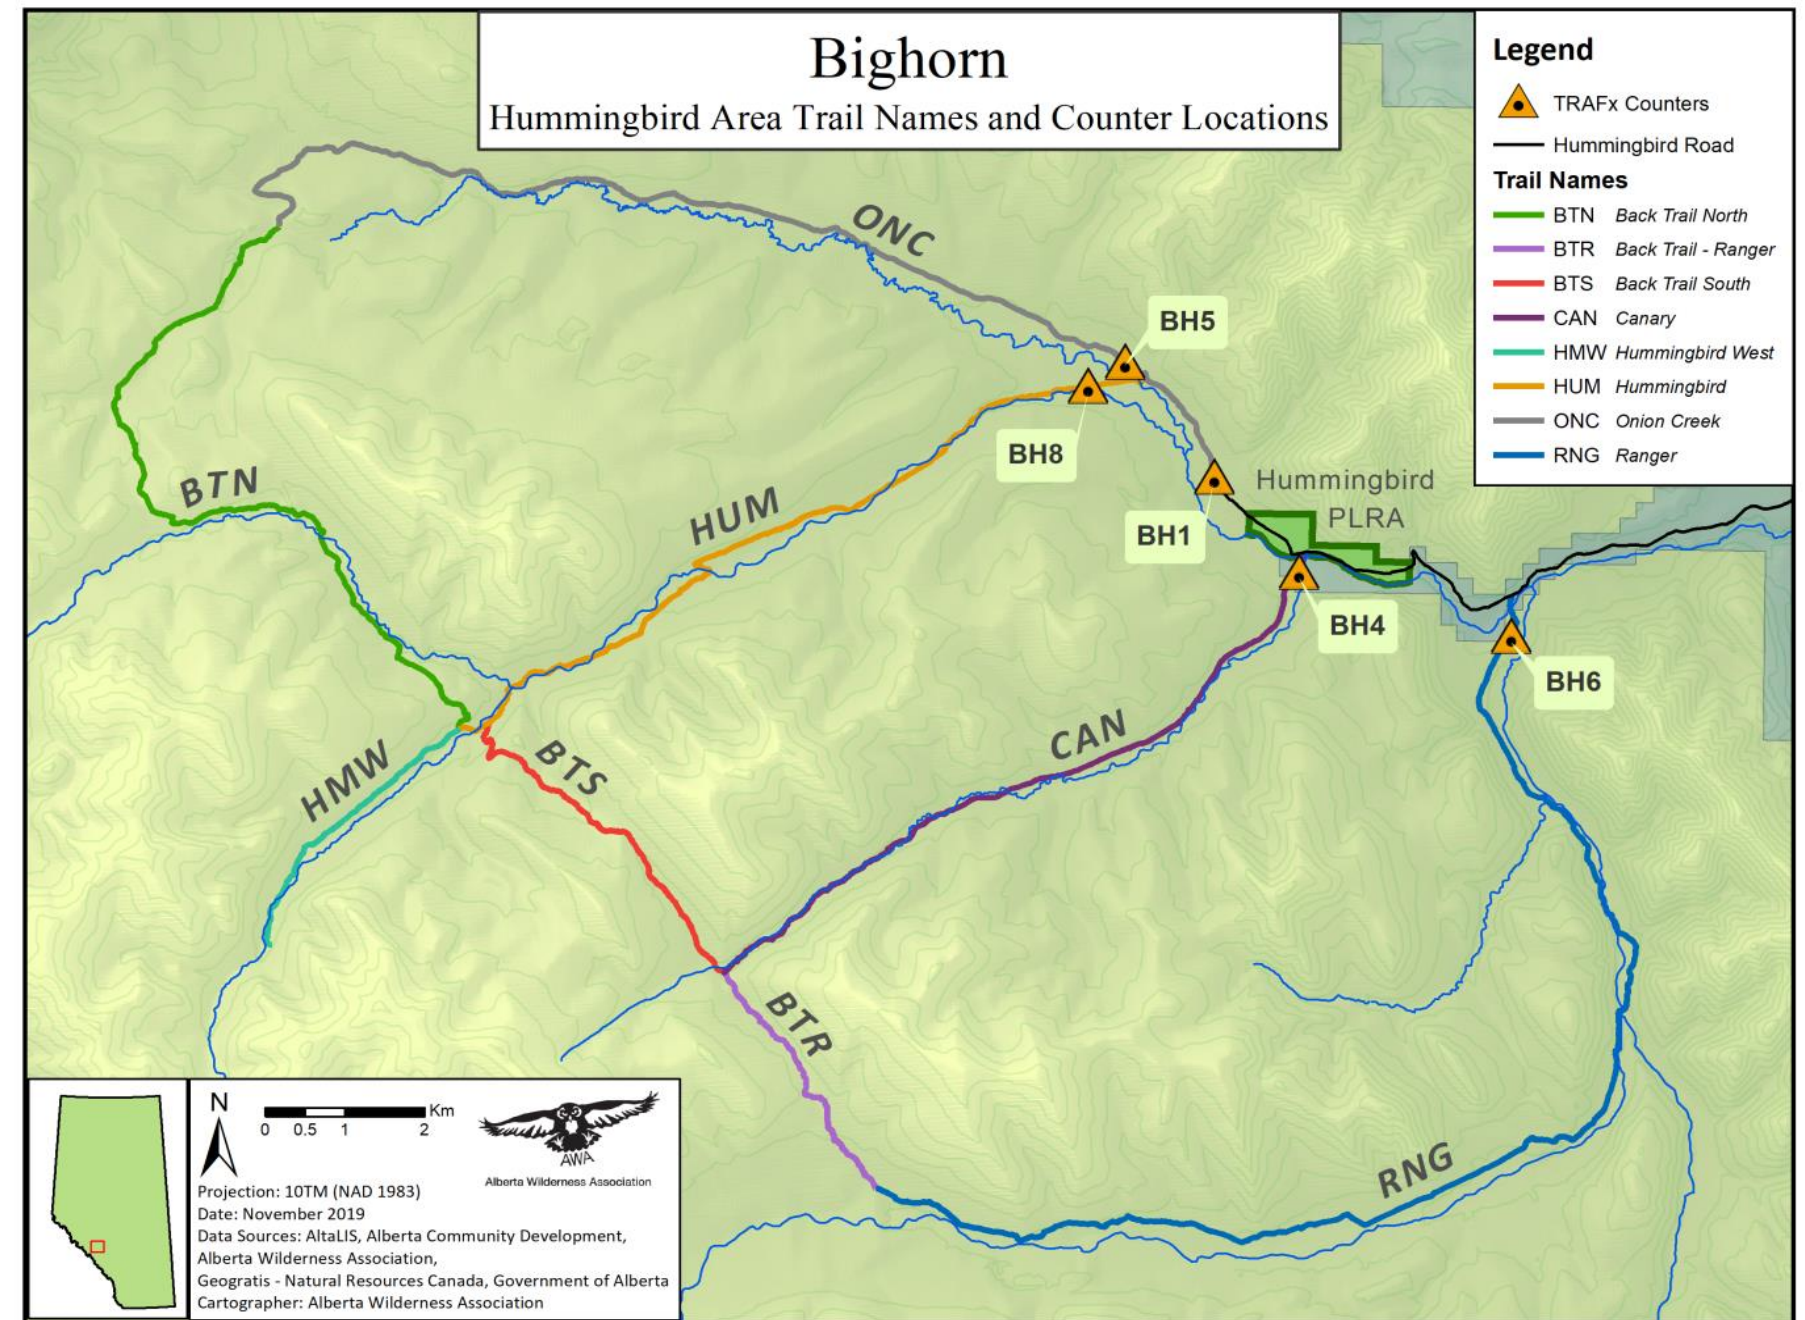 Bighorn
Hummingbird Area Trail Names and Counter Locations
Legend
TRAFx Counters
Hummingbird Road
Trail Names
BTN Back Trail North
BTR Back Trail - Ranger
BTS Back Trail South
CAN Canary
HMW Hummingbird West
HUM Hummingbird
ONC Onion Creek
RNG Ranger
ONC
BH5
BH8
BTN
HUM
Hummingbird
PLRA
BH1
BH4
BH6
CAN
HMW
BTS
BTR
RNG
N
Km
0 0.5 1 2
AWA
Alberta Wilderness Association
Projection: 10TM (NAD 1983)
Date: November 2019
Data Sources: AltaLIS, Alberta Community Development,
Alberta Wilderness Association,
Geogratis - Natural Resources Canada, Government of Alberta
Cartographer: Alberta Wilderness Association